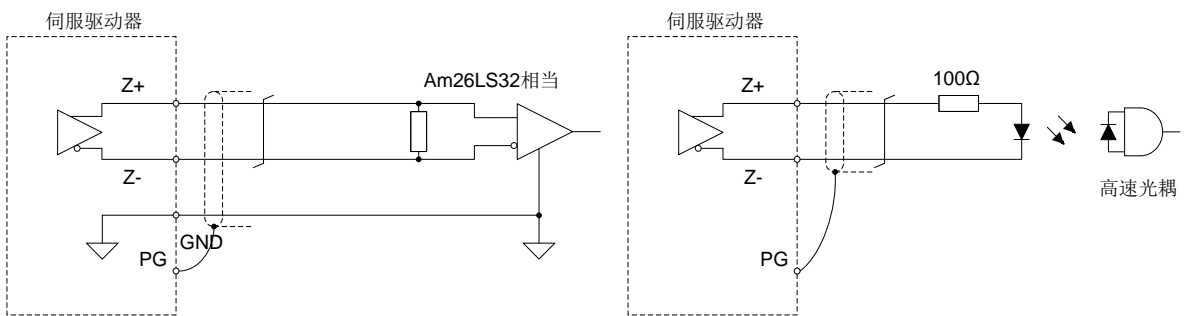 伺服驱动器
Z+
Am26LS32相当
Z-
GND
PG
伺服驱动器
Z+
100Ω
Z-
高速光耦
PG